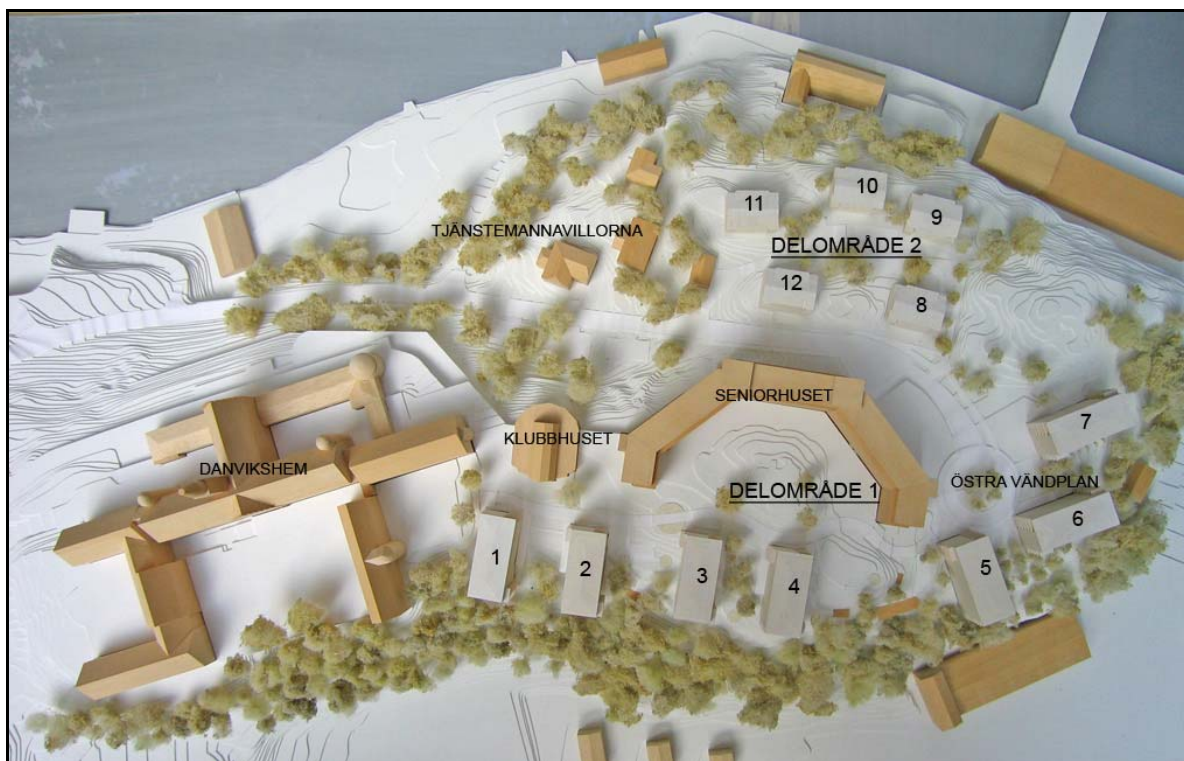 10
11
9
TJÄNSTEMANNAVILLORNA
DELOMRÅDE 2
12
8
SENIORHUSET
7
KLUBBHUSET
DANVIKSHEM
ÖSTRA VÄNDPLAN
DELOMRÅDE 1
6
1
2
3
4
5